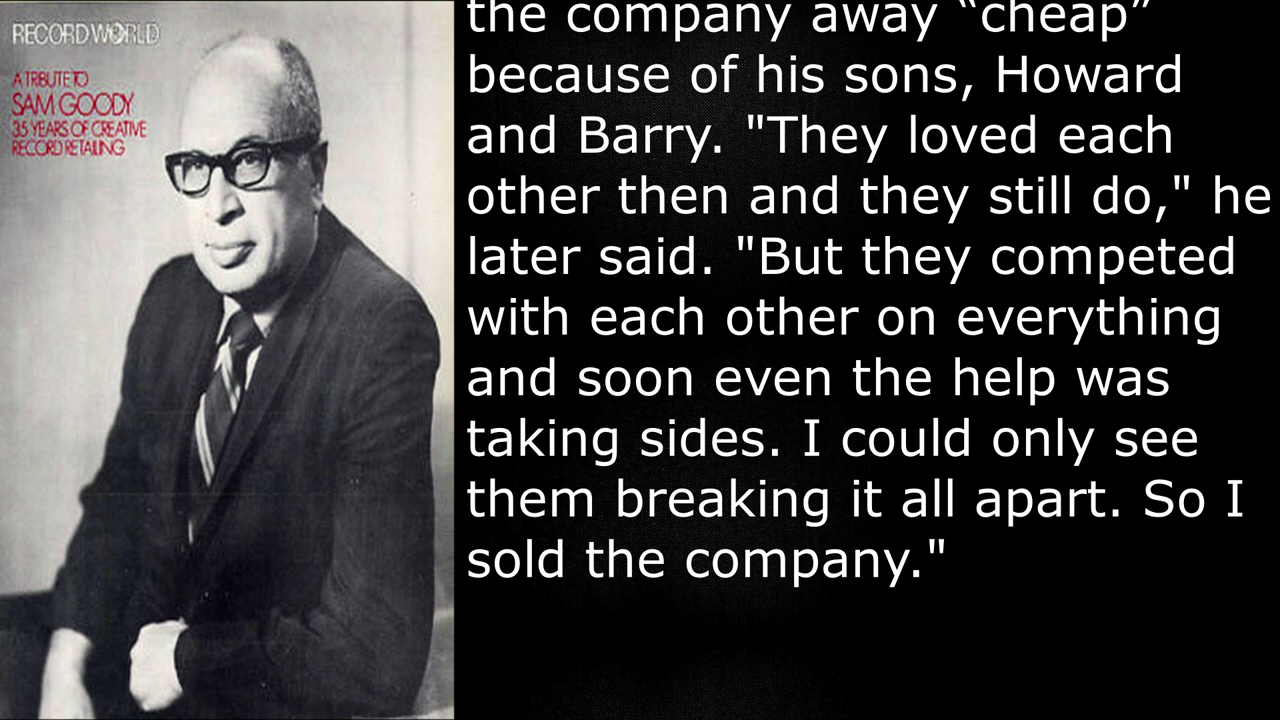 RECORD WORLD
A TRIBUTE TO
SAM GOODY
35 YEARS OF CREATIVE
RECORD RETAILING
the company away “cheap”
because of his sons, Howard
and Barry. "They loved each
other then and they still do," he
later said. "But they competed
with each other on everything
and soon even the help was
taking sides. I could only see
them breaking it all apart. So I
sold the company."